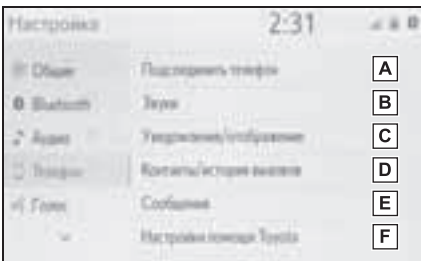 Настройка 2:31
Общие Подсоединить телефон A
Bluetooth Звуки B
Аудио Уведомление/отображение C
Телефон Контакты/история вызовов D
Голос Сообщения E
Настройки помощи Toyota F